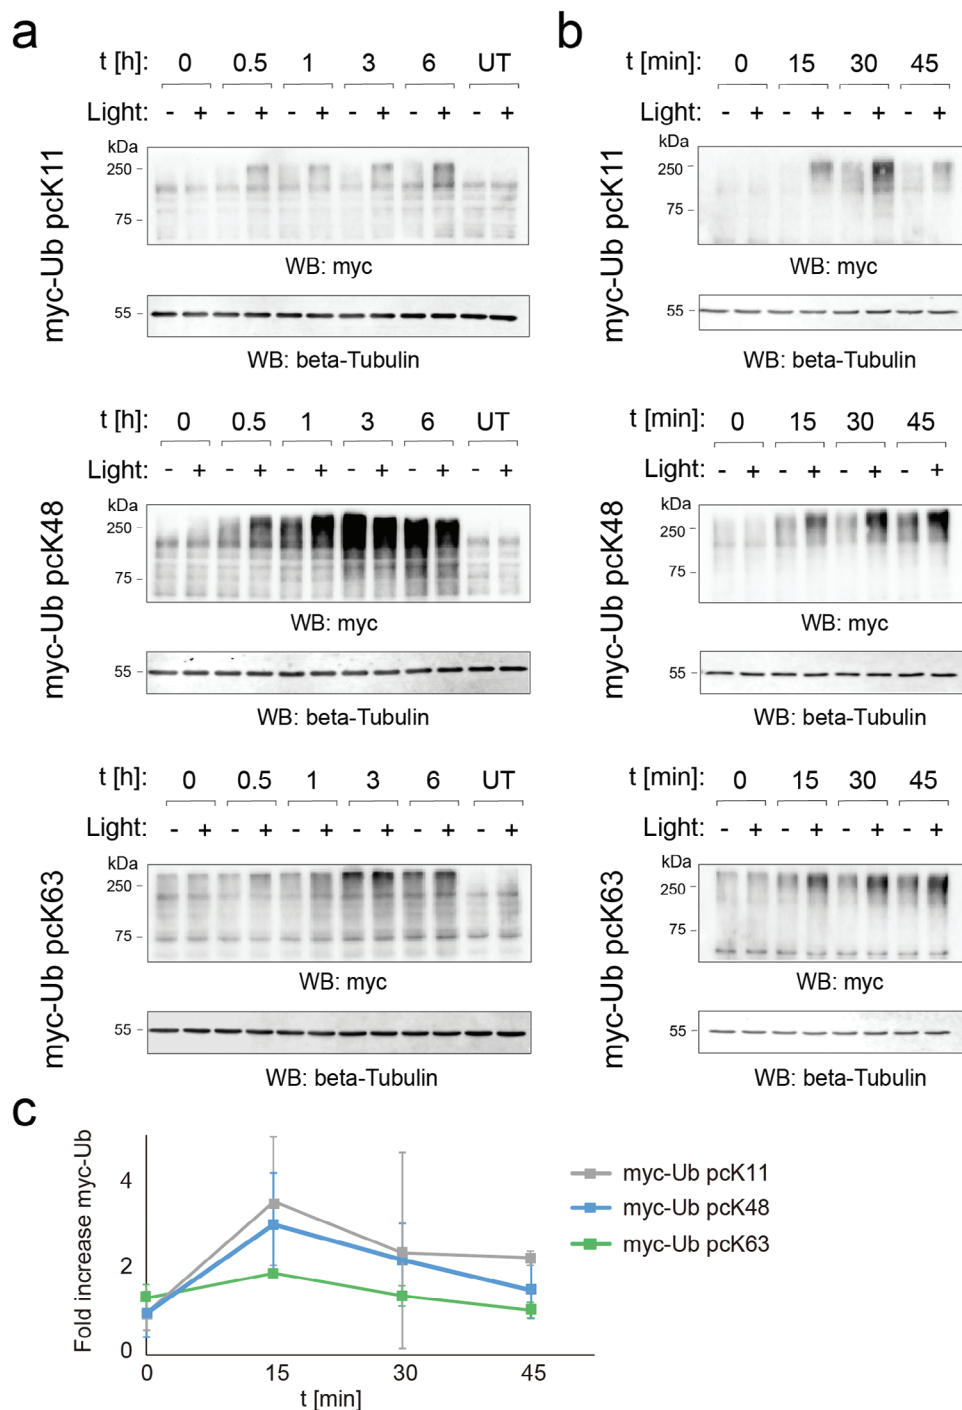 a
t [h]: 0 0.5 1 3 6 UT
Light: - + - + - + - + - + - +
kDa
250
75
myc-Ub pcK11
WB: myc
55
WB: beta-Tubulin
t [h]: 0 0.5 1 3 6 UT
Light: - + - + - + - + - + - +
kDa
250
75
myc-Ub pcK48
WB: myc
55
WB: beta-Tubulin
t [h]: 0 0.5 1 3 6 UT
Light: - + - + - + - + - + - +
kDa
250
75
myc-Ub pcK63
WB: myc
55
WB: beta-Tubulin
b
t [min]: 0 15 30 45
Light: - + - + - + - +
kDa
250
75
myc-Ub pcK11
WB: myc
55
WB: beta-Tubulin
t [min]: 0 15 30 45
Light: - + - + - + - +
kDa
250
75
myc-Ub pcK48
WB: myc
55
WB: beta-Tubulin
t [min]: 0 15 30 45
Light: - + - + - + - +
kDa
250
75
myc-Ub pcK63
WB: myc
55
WB: beta-Tubulin
c
Fold increase myc-Ub
4
2
0
0 15 30 45
t [min]
myc-Ub pcK11
myc-Ub pcK48
myc-Ub pcK63